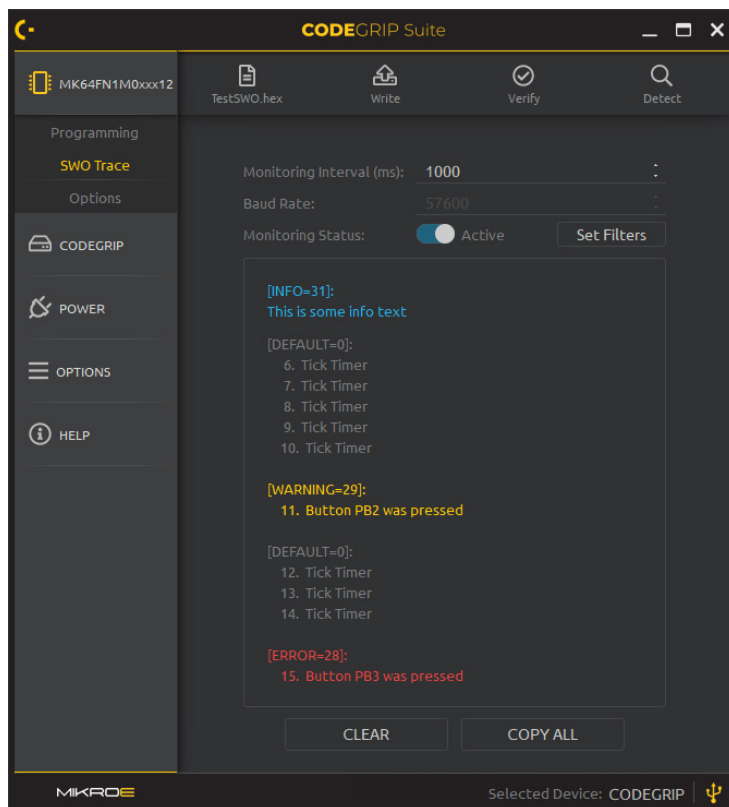 CODEGRIP Suite
MK64FN1M0xxx12
TestSWO.hex
Write
Verify
Detect
Programming
SWO Trace
Options
CODEGRIP
POWER
OPTIONS
HELP
Monitoring Interval (ms): 1000
Baud Rate: 57600
Monitoring Status: Active Set Filters
[INFO=31]:
This is some info text
[DEFAULT=0]:
6. Tick Timer
7. Tick Timer
8. Tick Timer
9. Tick Timer
10. Tick Timer
[WARNING=29]:
11. Button PB2 was pressed
[DEFAULT=0]:
12. Tick Timer
13. Tick Timer
14. Tick Timer
[ERROR=28]:
15. Button PB3 was pressed
CLEAR COPY ALL
MIKROE
Selected Device: CODEGRIP